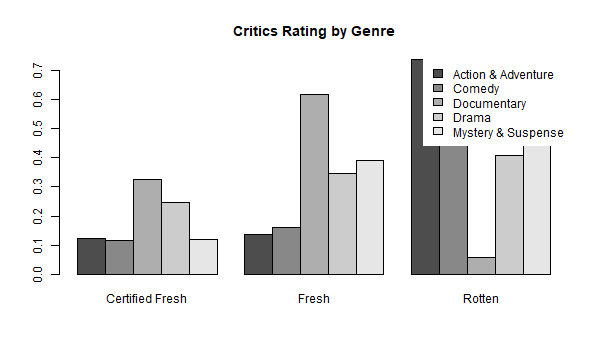 Critics Rating by Genre
0.7
0.6
0.5
0.4
0.3
0.2
0.1
0.0
Action & Adventure
Comedy
Documentary
Drama
Mystery & Suspense
Certified Fresh
Fresh
Rotten